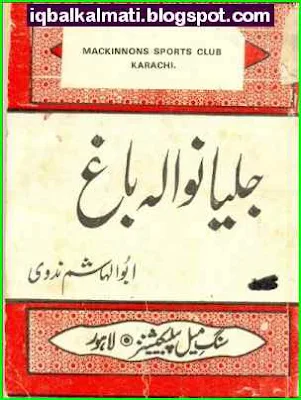 iqbalkalmati.blogspot.com
MACKINNONS SPORTS CLUB
KARACHI.
جلیانوالہ باغ
ابوالہاشم ندوی
سنگ میل پبلیکیشنز لاہور